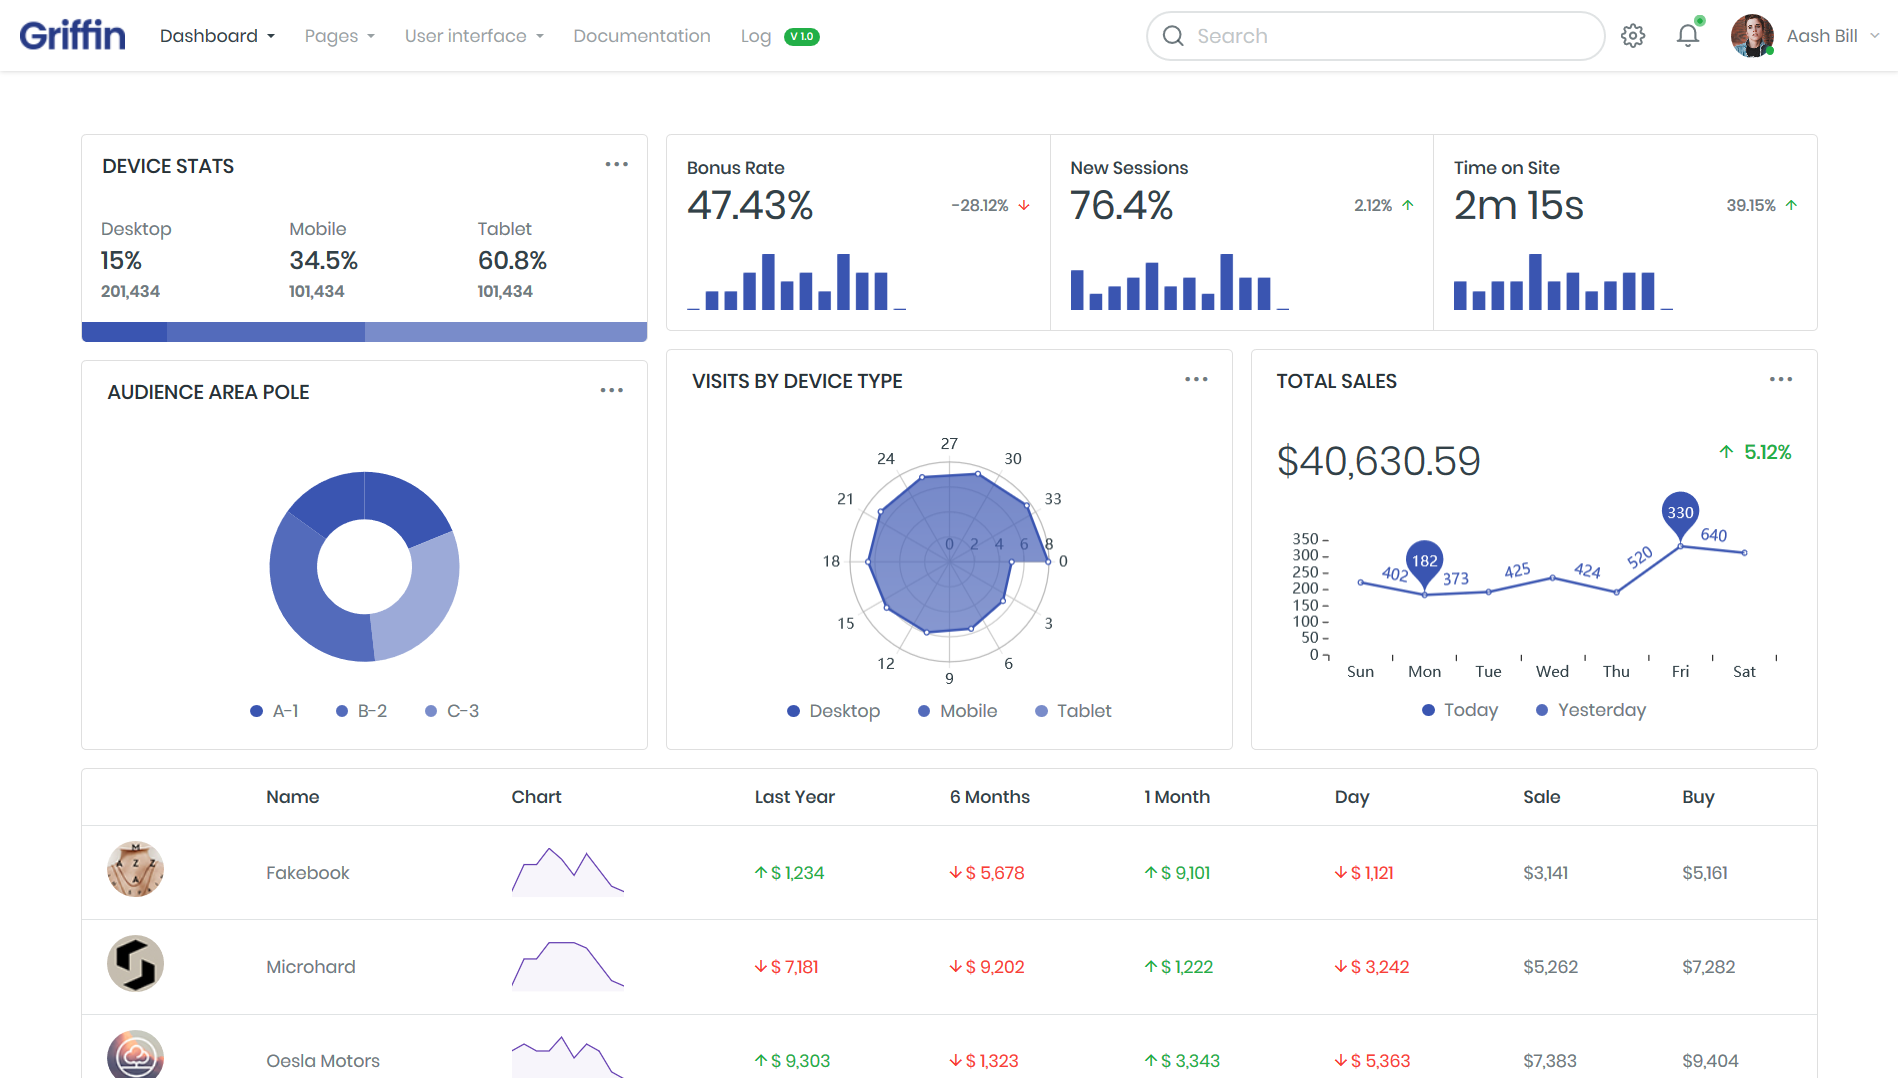 Griffin Dashboard Pages User interface Documentation Log V 1.0 Search Aash Bill
DEVICE STATS
Desktop Mobile Tablet
15% 34.5% 60.8%
201,434 101,434 101,434
Bonus Rate
47.43% -28.12%
New Sessions
76.4% 2.12%
Time on Site
2m 15s 39.15%
AUDIENCE AREA POLE
A-1 B-2 C-3
VISITS BY DEVICE TYPE
27
24 30
21 33
0 2 4 6 8
18 0
15 3
12 6
9
Desktop Mobile Tablet
TOTAL SALES
$40,630.59 5.12%
350
300
250
200
150
100
50
0
402 182 373 425 424 520 330 640
Sun Mon Tue Wed Thu Fri Sat
Today Yesterday
Name Chart Last Year 6 Months 1 Month Day Sale Buy
M
A Z Z
A
Fakebook $ 1,234 $ 5,678 $ 9,101 $ 1,121 $3,141 $5,161
Microhard $ 7,181 $ 9,202 $ 1,222 $ 3,242 $5,262 $7,282
Oesla Motors $ 9,303 $ 1,323 $ 3,343 $ 5,363 $7,383 $9,404